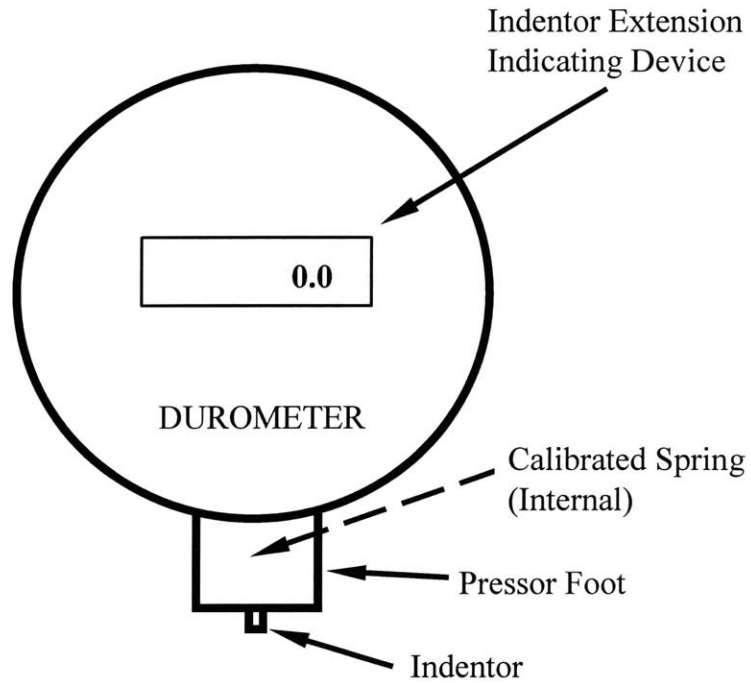 Indentor Extension
Indicating Device
0.0
DUROMETER
Calibrated Spring
(Internal)
Pressor Foot
Indentor